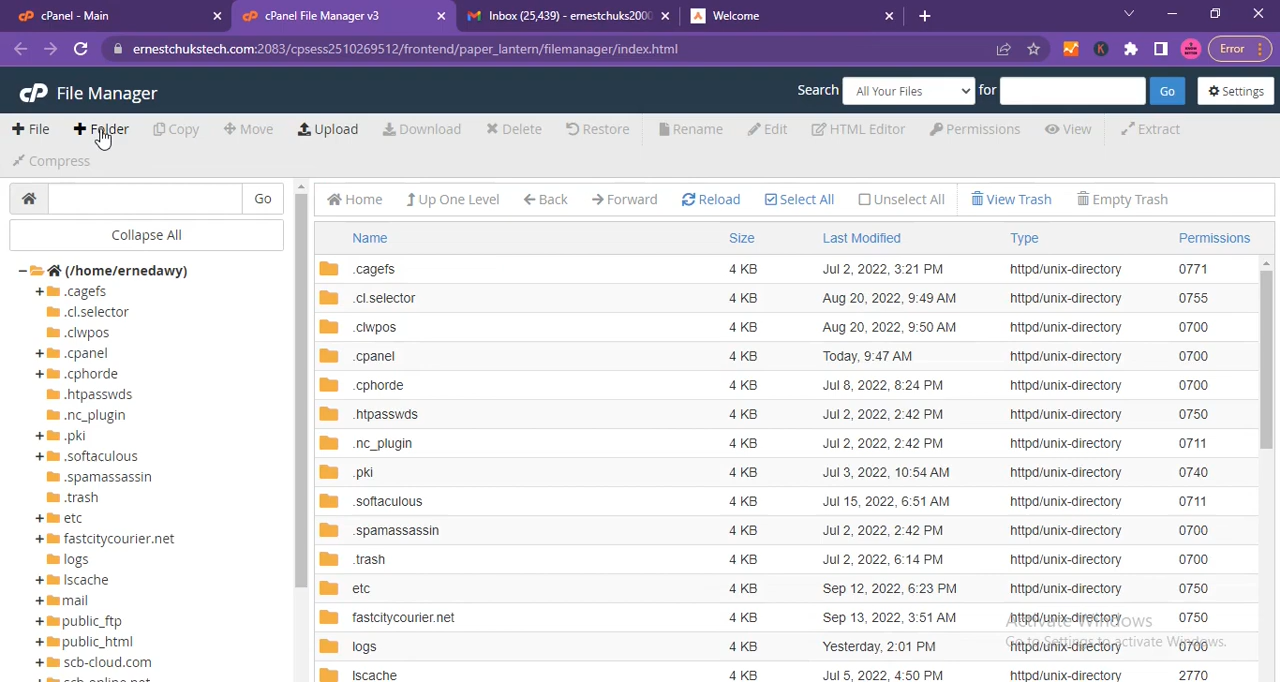 cPanel - Main
cPanel File Manager v3
Inbox (25,439) - ernestchuks2000
Welcome
ernestchukstech.com:2083/cpsess2510269512/frontend/paper_lantern/filemanager/index.html
K
Error
cP File Manager
Search
All Your Files
for
Go
Settings
+ File
+ Folder
Copy
Move
Upload
Download
Delete
Restore
Rename
Edit
HTML Editor
Permissions
View
Extract
Compress
Go
Home
Up One Level
Back
Forward
Reload
Select All
Unselect All
View Trash
Empty Trash
Collapse All
Name Size Last Modified Type Permissions
.cagefs 4 KB Jul 2, 2022, 3:21 PM httpd/unix-directory 0771
.cl.selector 4 KB Aug 20, 2022, 9:49 AM httpd/unix-directory 0755
.clwpos 4 KB Aug 20, 2022, 9:50 AM httpd/unix-directory 0700
.cpanel 4 KB Today, 9:47 AM httpd/unix-directory 0700
.cphorde 4 KB Jul 8, 2022, 8:24 PM httpd/unix-directory 0700
.htpasswds 4 KB Jul 2, 2022, 2:42 PM httpd/unix-directory 0750
.nc_plugin 4 KB Jul 2, 2022, 2:42 PM httpd/unix-directory 0711
.pki 4 KB Jul 3, 2022, 10:54 AM httpd/unix-directory 0740
.softaculous 4 KB Jul 15, 2022, 6:51 AM httpd/unix-directory 0711
.spamassassin 4 KB Jul 2, 2022, 2:42 PM httpd/unix-directory 0700
.trash 4 KB Jul 2, 2022, 6:14 PM httpd/unix-directory 0700
etc 4 KB Sep 12, 2022, 6:23 PM httpd/unix-directory 0750
fastcitycourier.net 4 KB Sep 13, 2022, 3:51 AM httpd/unix-directory 0750
logs 4 KB Yesterday, 2:01 PM httpd/unix-directory 0700
lscache 4 KB Jul 5, 2022, 4:50 PM httpd/unix-directory 2770
− (/home/ernedawy)
+ .cagefs
.cl.selector
.clwpos
+ .cpanel
+ .cphorde
.htpasswds
.nc_plugin
+ .pki
+ .softaculous
.spamassassin
.trash
+ etc
+ fastcitycourier.net
logs
+ lscache
+ mail
+ public_ftp
+ public_html
+ scb-cloud.com
+ scb-online.net
Activate Windows
Go to Settings to activate Windows.